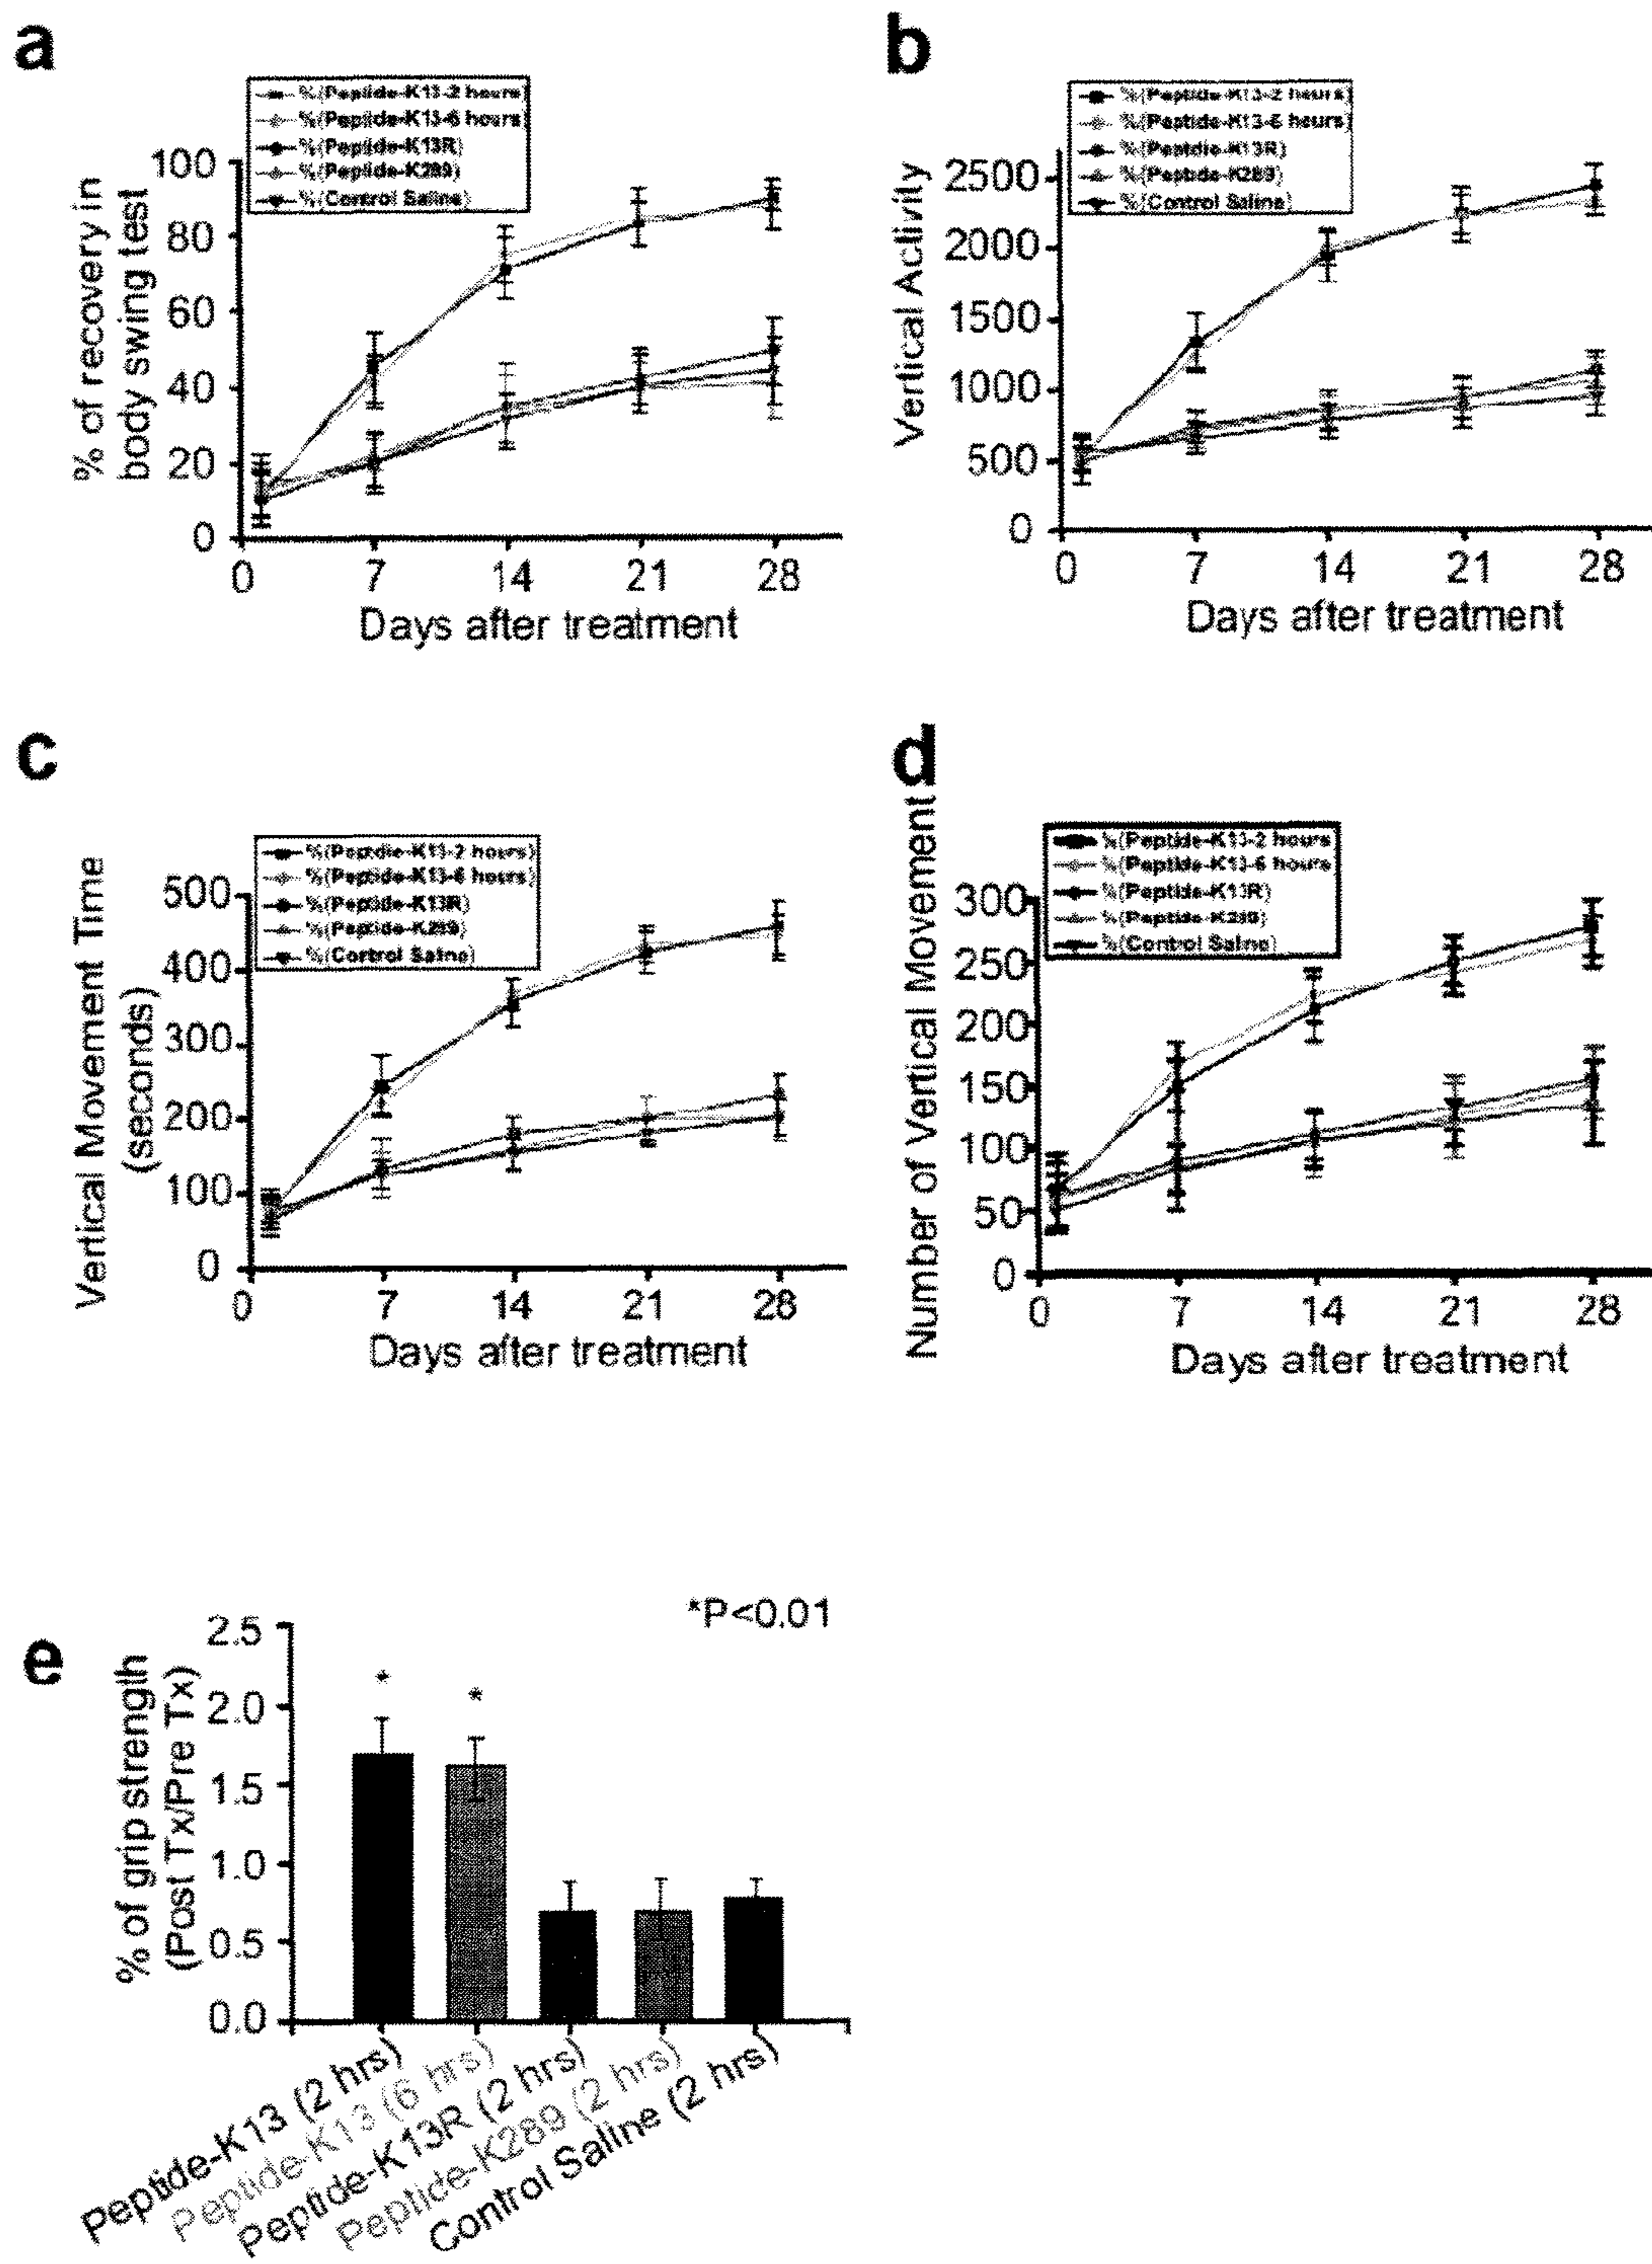 a
%(Peptide-K13-2 hours)
%(Peptide-K13-6 hours)
%(Peptide-K13R)
%(Peptide-K289)
%(Control Saline)
% of recovery in
body swing test
100
80
60
40
20
0
0 7 14 21 28
Days after treatment
b
%(Peptide-K13-2 hours)
%(Peptide-K13-6 hours)
%(Peptdie-K13R)
%(Peptide-K289)
%(Control Saline)
Vertical Activity
2500
2000
1500
1000
500
0
0 7 14 21 28
Days after treatment
c
%(Peptdie-K13-2 hours)
%(Peptide-K13-6 hours)
%(Peptide-K13R)
%(Peptide-K289)
%(Control Saline)
Vertical Movement Time
(seconds)
500
400
300
200
100
0
0 7 14 21 28
Days after treatment
d
%(Peptide-K13-2 hours
%(Peptide-K13-6 hours
%(Peptide-K13R)
%(Peptide-K289)
%(Control Saline)
Number of Vertical Movement
300
250
200
150
100
50
0
0 7 14 21 28
Days after treatment
e
*P<0.01
% of grip strength
(Post Tx/Pre Tx)
2.5
2.0
1.5
1.0
0.5
0.0
* *
Peptide-K13 (2 hrs)
Peptide-K13 (6 hrs)
Peptide-K13R (2 hrs)
Peptide-K289 (2 hrs)
Control Saline (2 hrs)